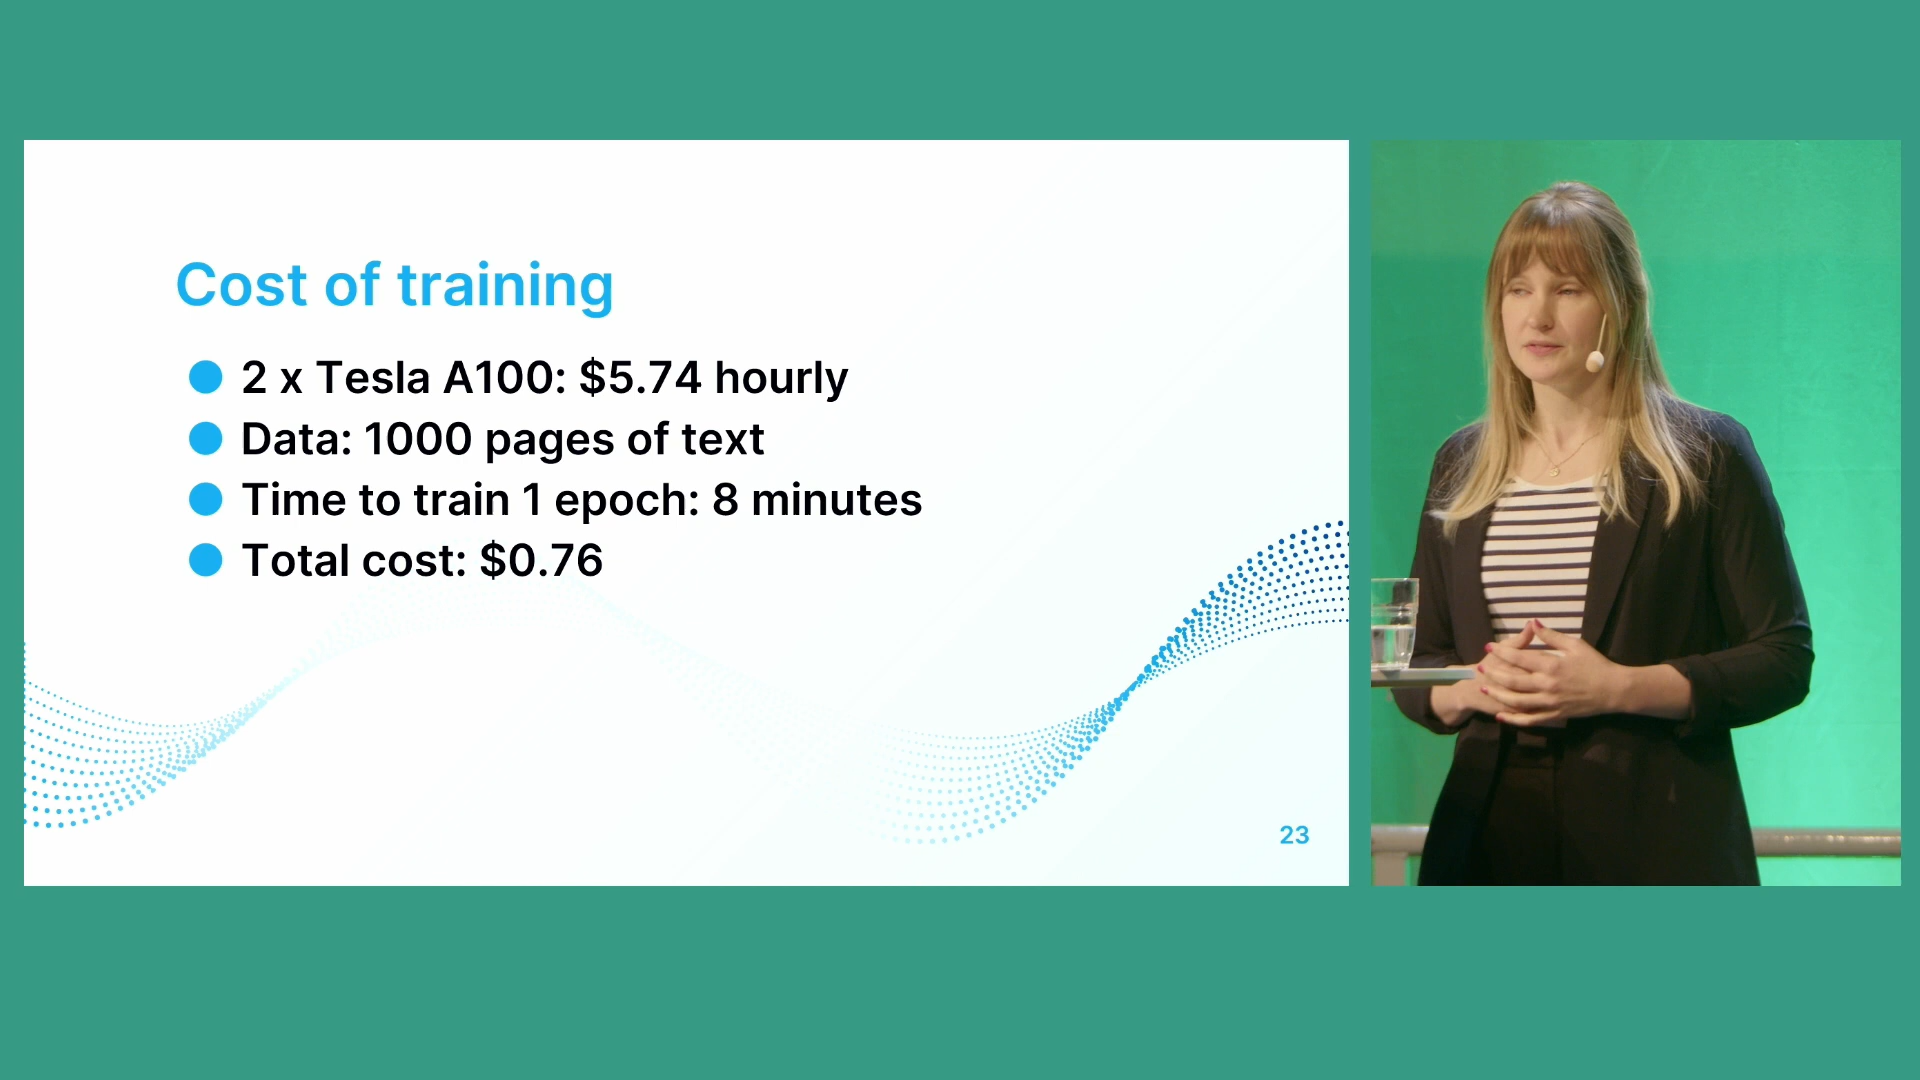 Cost of training
2 x Tesla A100: $5.74 hourly
Data: 1000 pages of text
Time to train 1 epoch: 8 minutes
Total cost: $0.76
23